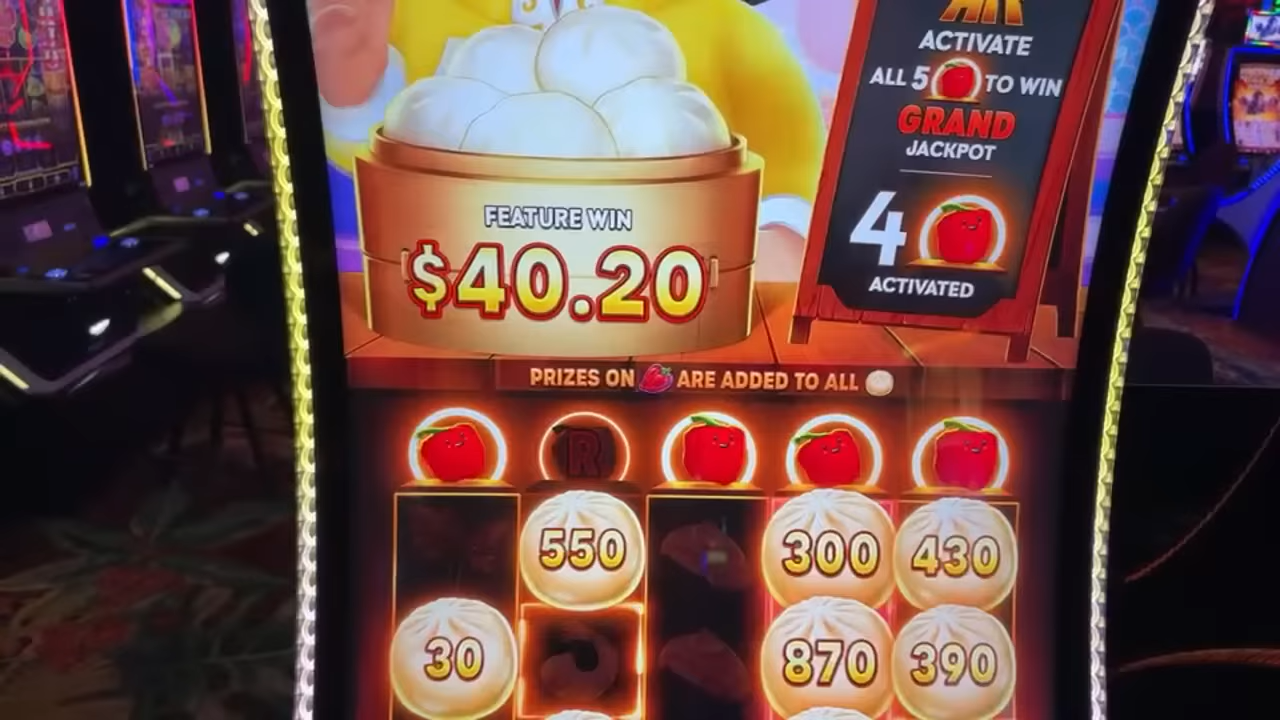 ACTIVATE
ALL 5 TO WIN
GRAND
JACKPOT
4
ACTIVATED
FEATURE WIN
$40.20
PRIZES ON ARE ADDED TO ALL
R
550
300
430
30
870
390